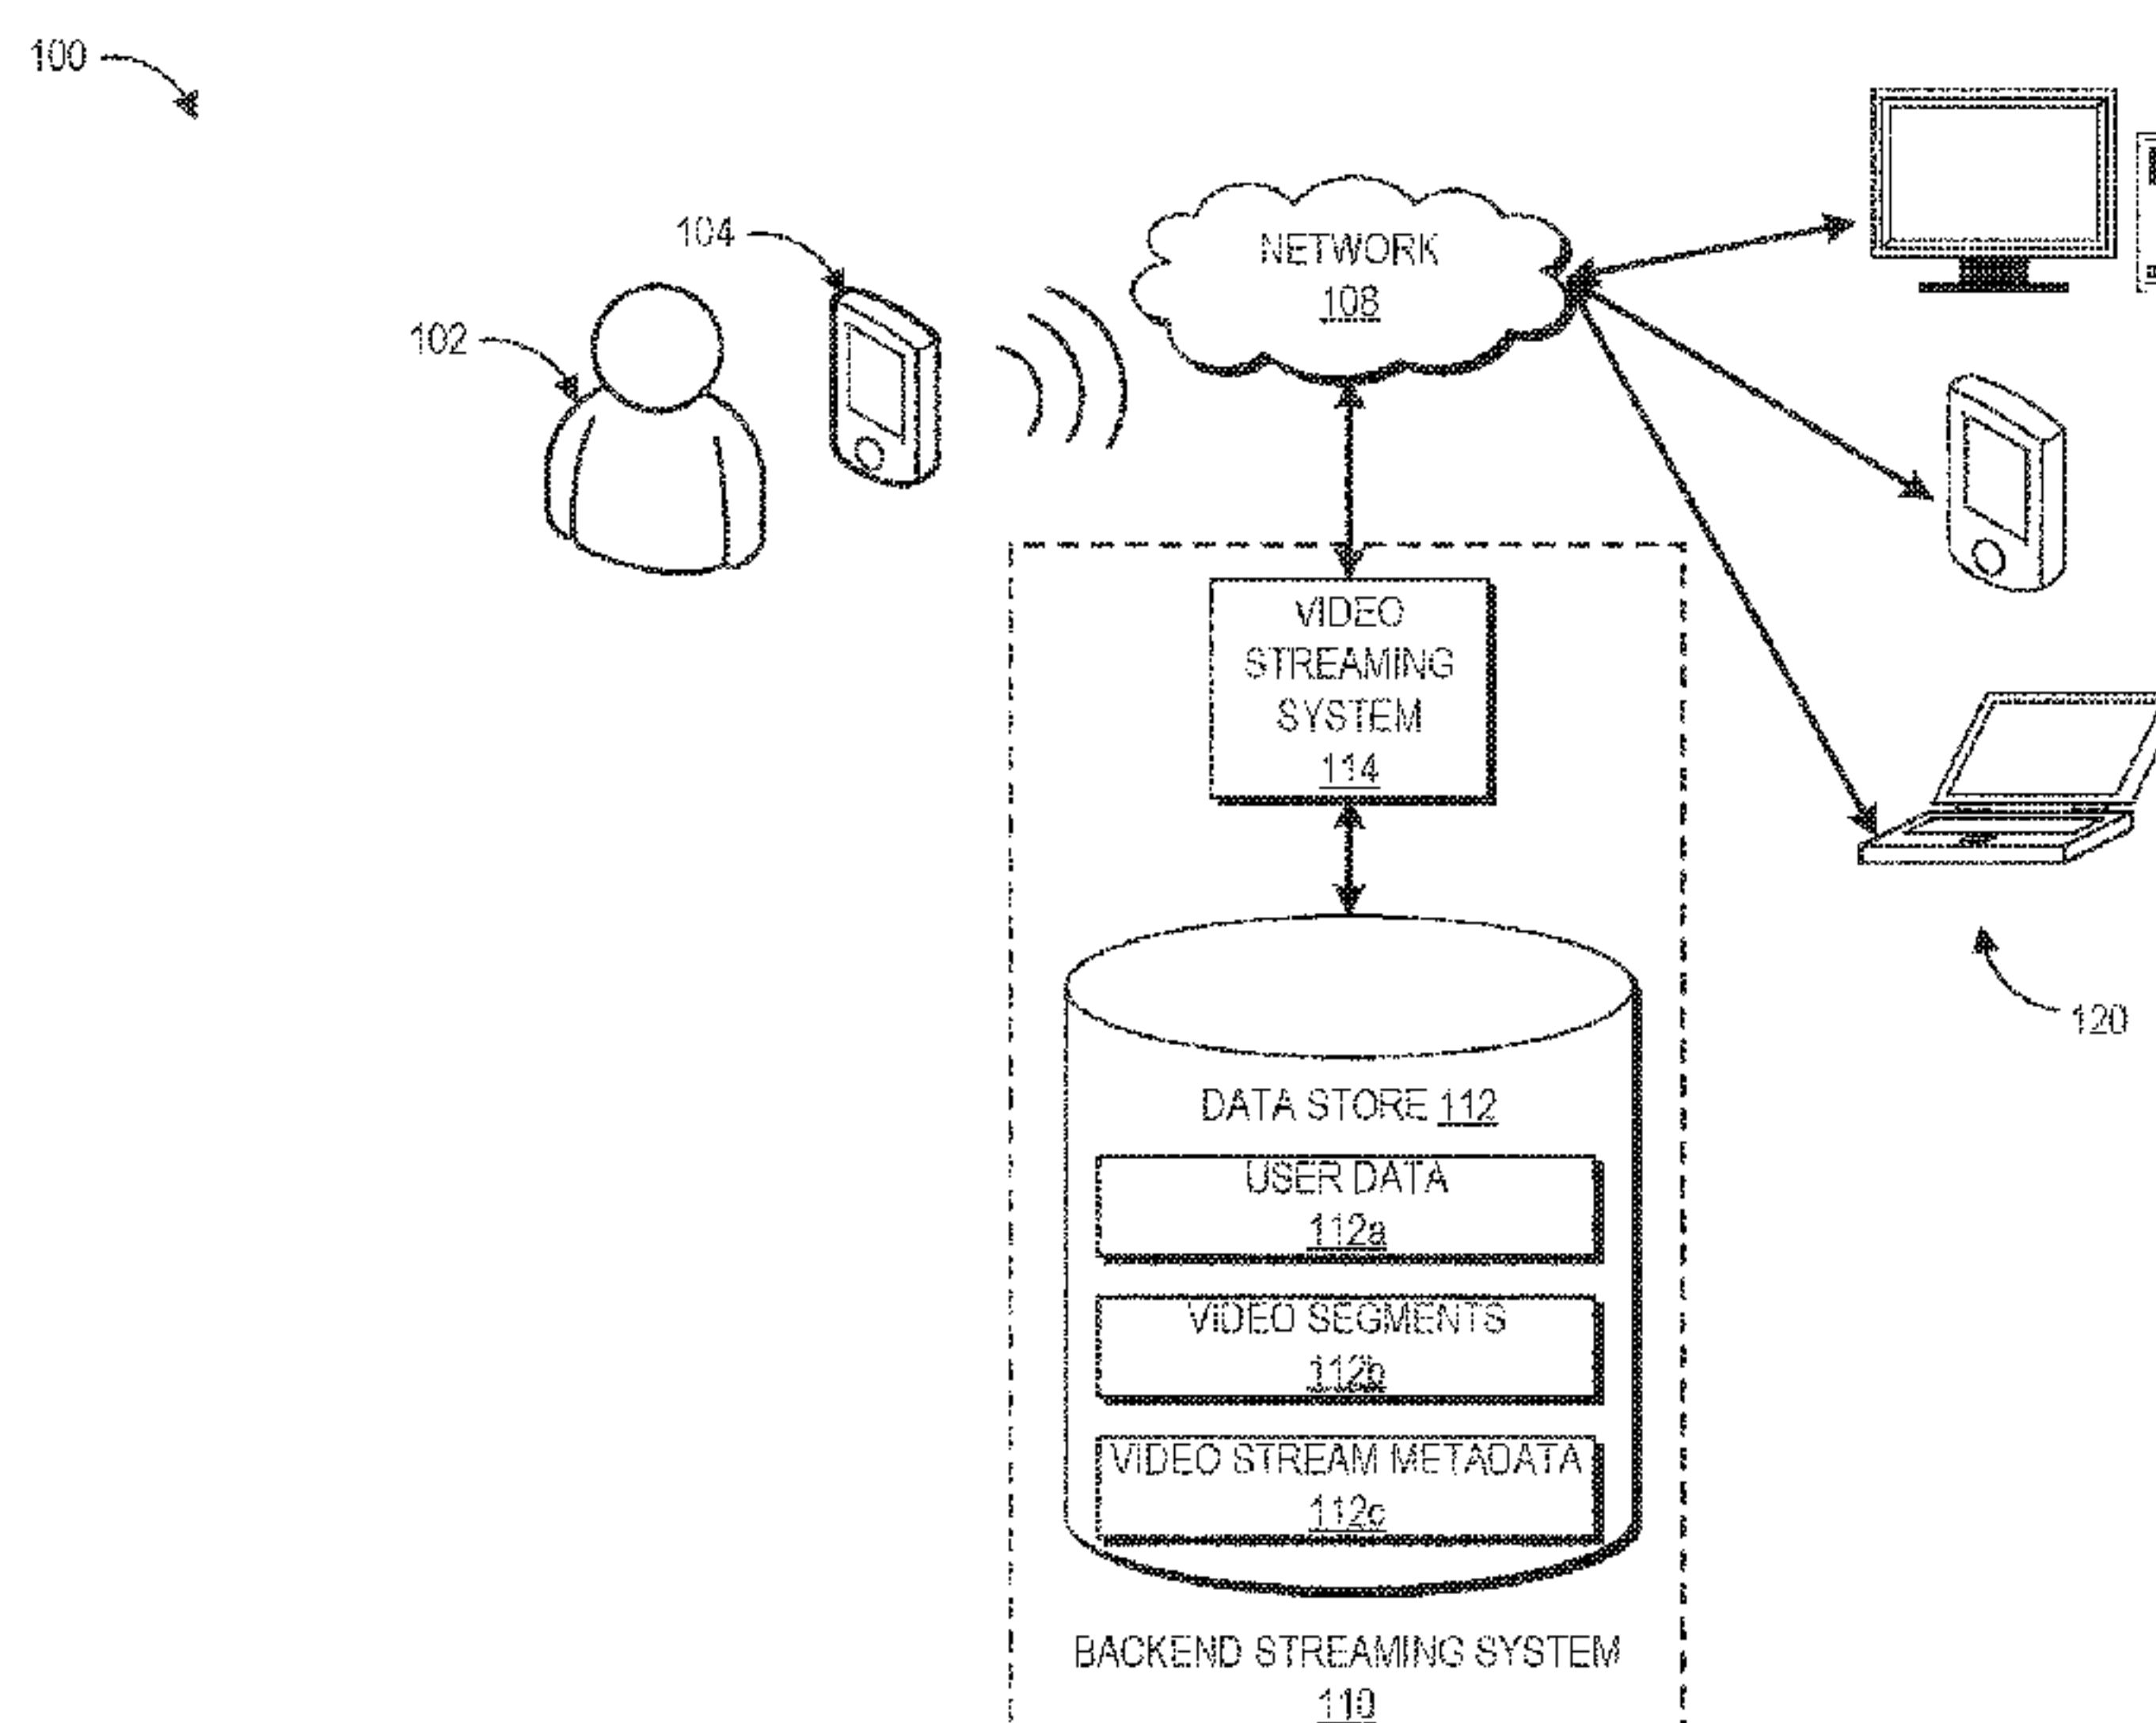 100
104
NETWORK
108
102
VIDEO
STREAMING
SYSTEM
114
120
DATA STORE 112
USER DATA
112a
VIDEO SEGMENTS
112b
VIDEO STREAM METADATA
112c
BACKEND STREAMING SYSTEM
110